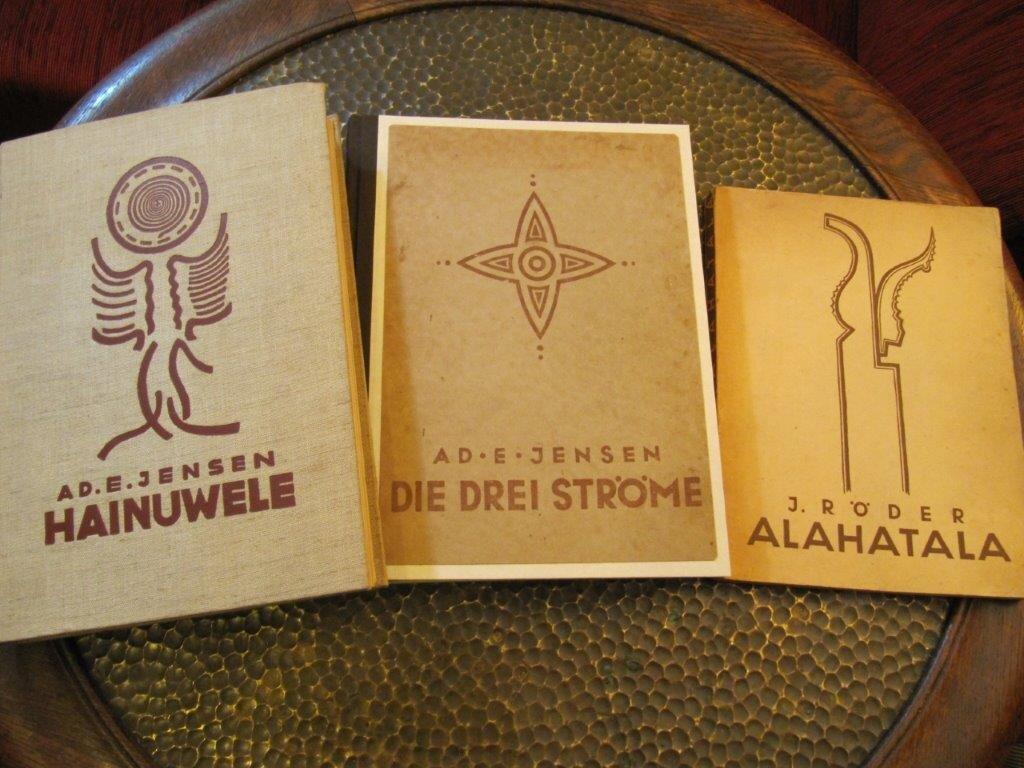 AD.E.JENSEN
HAINUWELE
AD·E·JENSEN
DIE DREI STRÖME
J. RÖDER
ALAHATALA